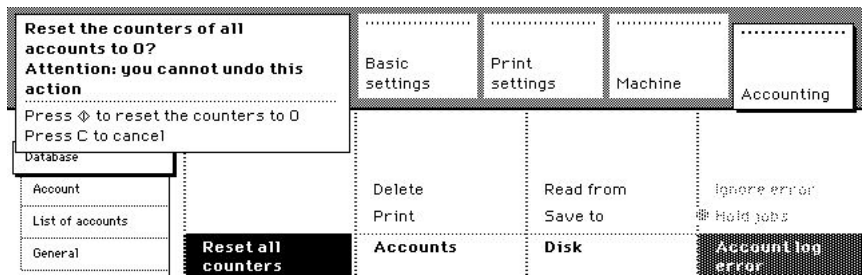 Reset the counters of all
accounts to 0?
Attention: you cannot undo this
action
Press ⎆ to reset the counters to 0
Press C to cancel
Basic
settings
Print
settings
Machine
Accounting
Database
Account
List of accounts
General
Reset all
counters
Delete
Print
Accounts
Read from
Save to
Disk
Ignore error
Hold jobs
Account log
error